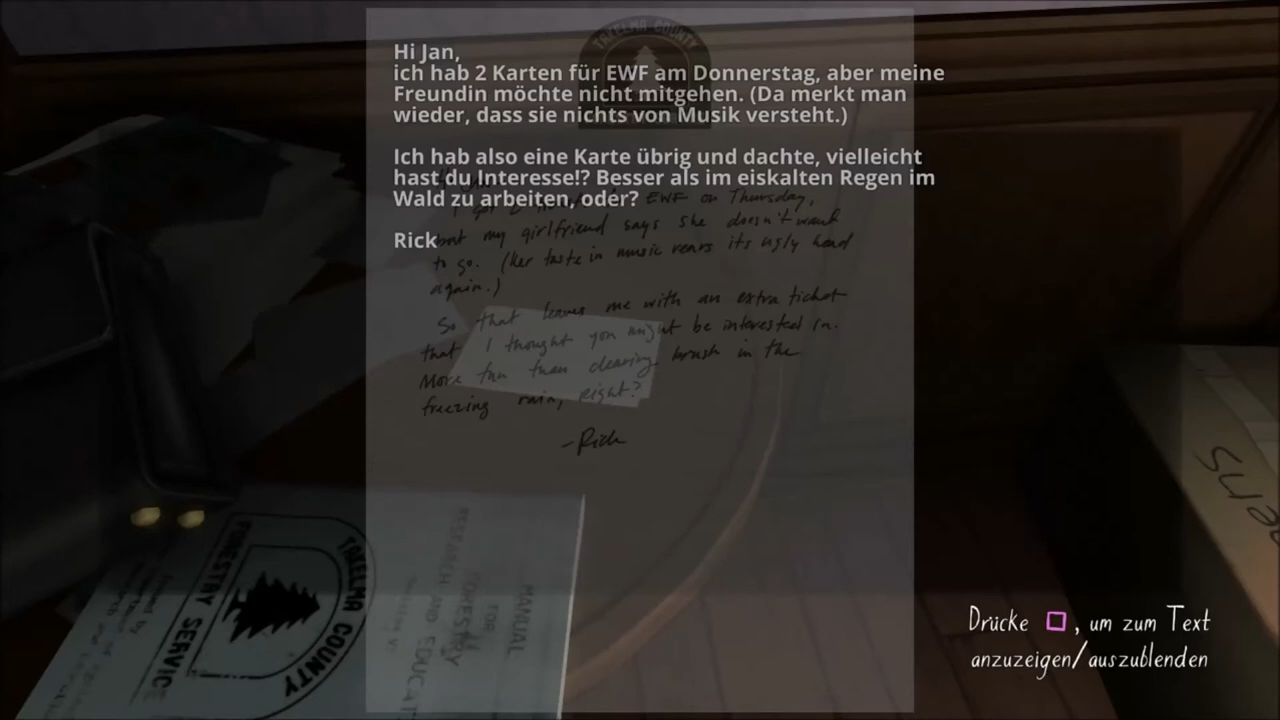 TAKELMA COUNTY
Hi Jan,
ich hab 2 Karten für EWF am Donnerstag, aber meine
Freundin möchte nicht mitgehen. (Da merkt man
wieder, dass sie nichts von Musik versteht.)
Ich hab also eine Karte übrig und dachte, vielleicht
hast du Interesse!? Besser als im eiskalten Regen im
Wald zu arbeiten, oder?
Rick
EWF on Thursday,
but my girlfriend says she doesn't want
to go. (Her taste in music rears its ugly head
again.)
So that leaves me with an extra ticket
that I thought you might be interested in.
More fun than clearing brush in the
freezing rain, right?
-Rick
TAKELMA COUNTY
FORESTRY SERVICE
MANUAL
FOR
FORESTRY
RESEARCH AND EDUCAT
Drücke , um zum Text
anzuzeigen/auszublenden